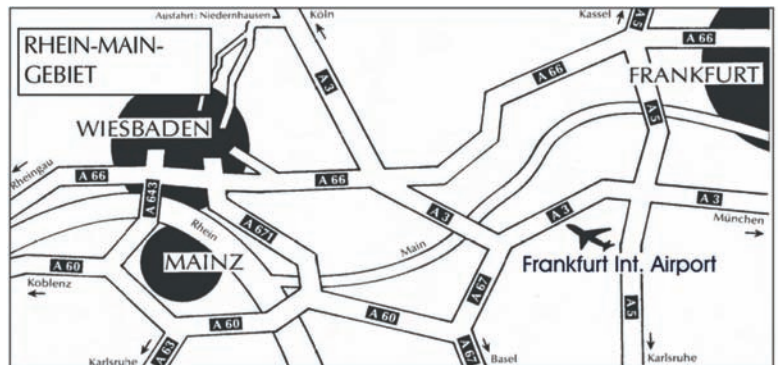 Ausfahrt: Niedernhausen
Köln
Kassel
RHEIN-MAIN-
GEBIET
A 5
A 66
A 3
A 66
FRANKFURT
WIESBADEN
A 5
Rheingau
A 66
A 643
A 66
A 3
A 3
A 3
München
Rhein
A 671
Main
MAINZ
Frankfurt Int. Airport
A 60
Koblenz
A 67
A 60
A 60
A 5
Karlsruhe
A 63
A 67
Basel
Karlsruhe